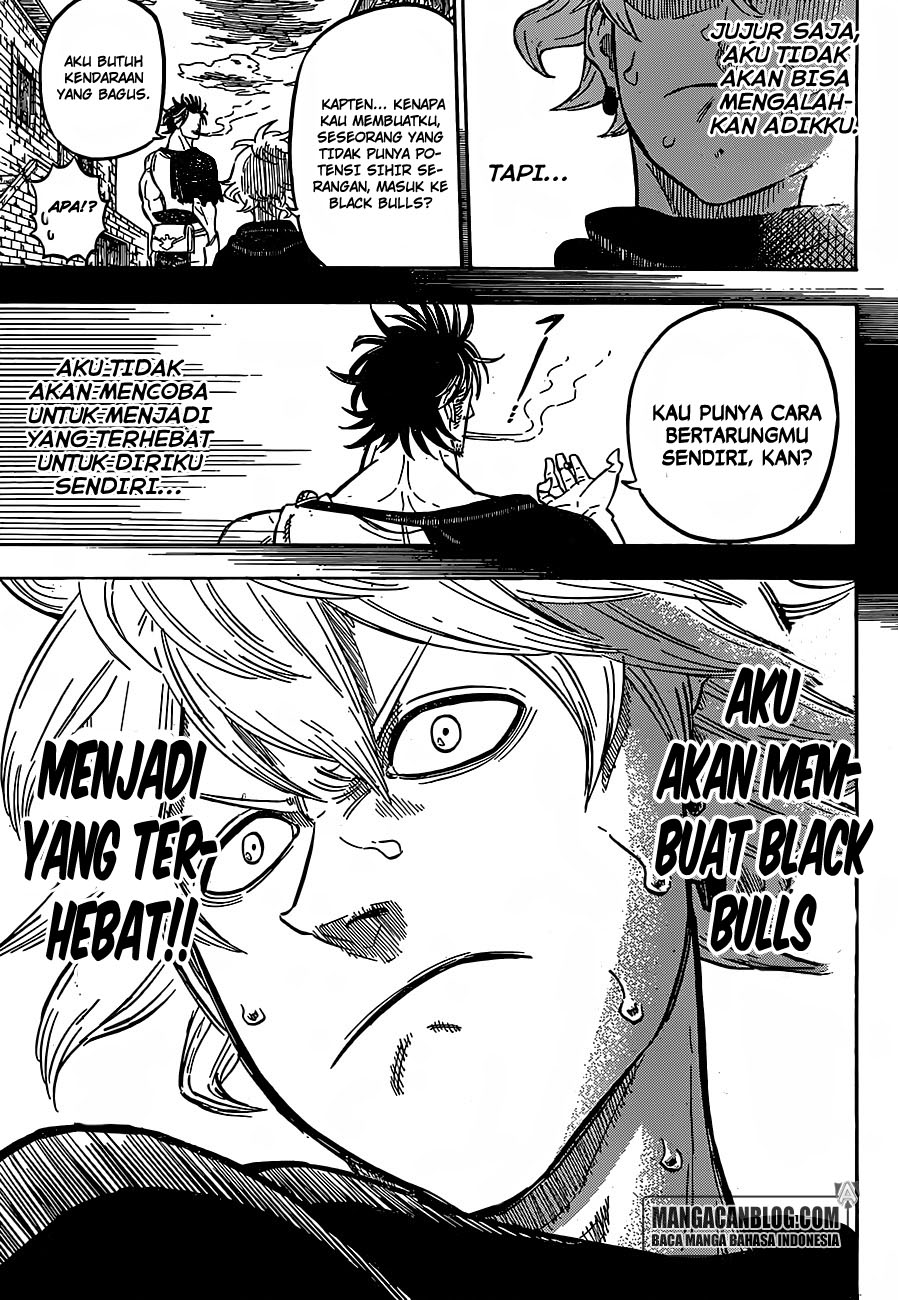 JUJUR SAJA,
AKU TIDAK
AKAN BISA
MENGALAH-
KAN ADIKKU.
TAPI...
KAPTEN... KENAPA
KAU MEMBUATKU,
SESEORANG YANG
TIDAK PUNYA PO-
TENSI SIHIR SE-
RANGAN, MASUK KE
BLACK BULLS?
AKU BUTUH
KENDARAAN
YANG BAGUS.
APA!?
KAU PUNYA CARA
BERTARUNGMU
SENDIRI, KAN?
AKU TIDAK
AKAN MENCOBA
UNTUK MENJADI
YANG TERHEBAT
UNTUK DIRIKU
SENDIRI...
AKU
AKAN MEM-
BUAT BLACK
BULLS
MENJADI
YANG TER-
HEBAT!!
MANGACANBLOG.COM
BACA MANGA BAHASA INDONESIA